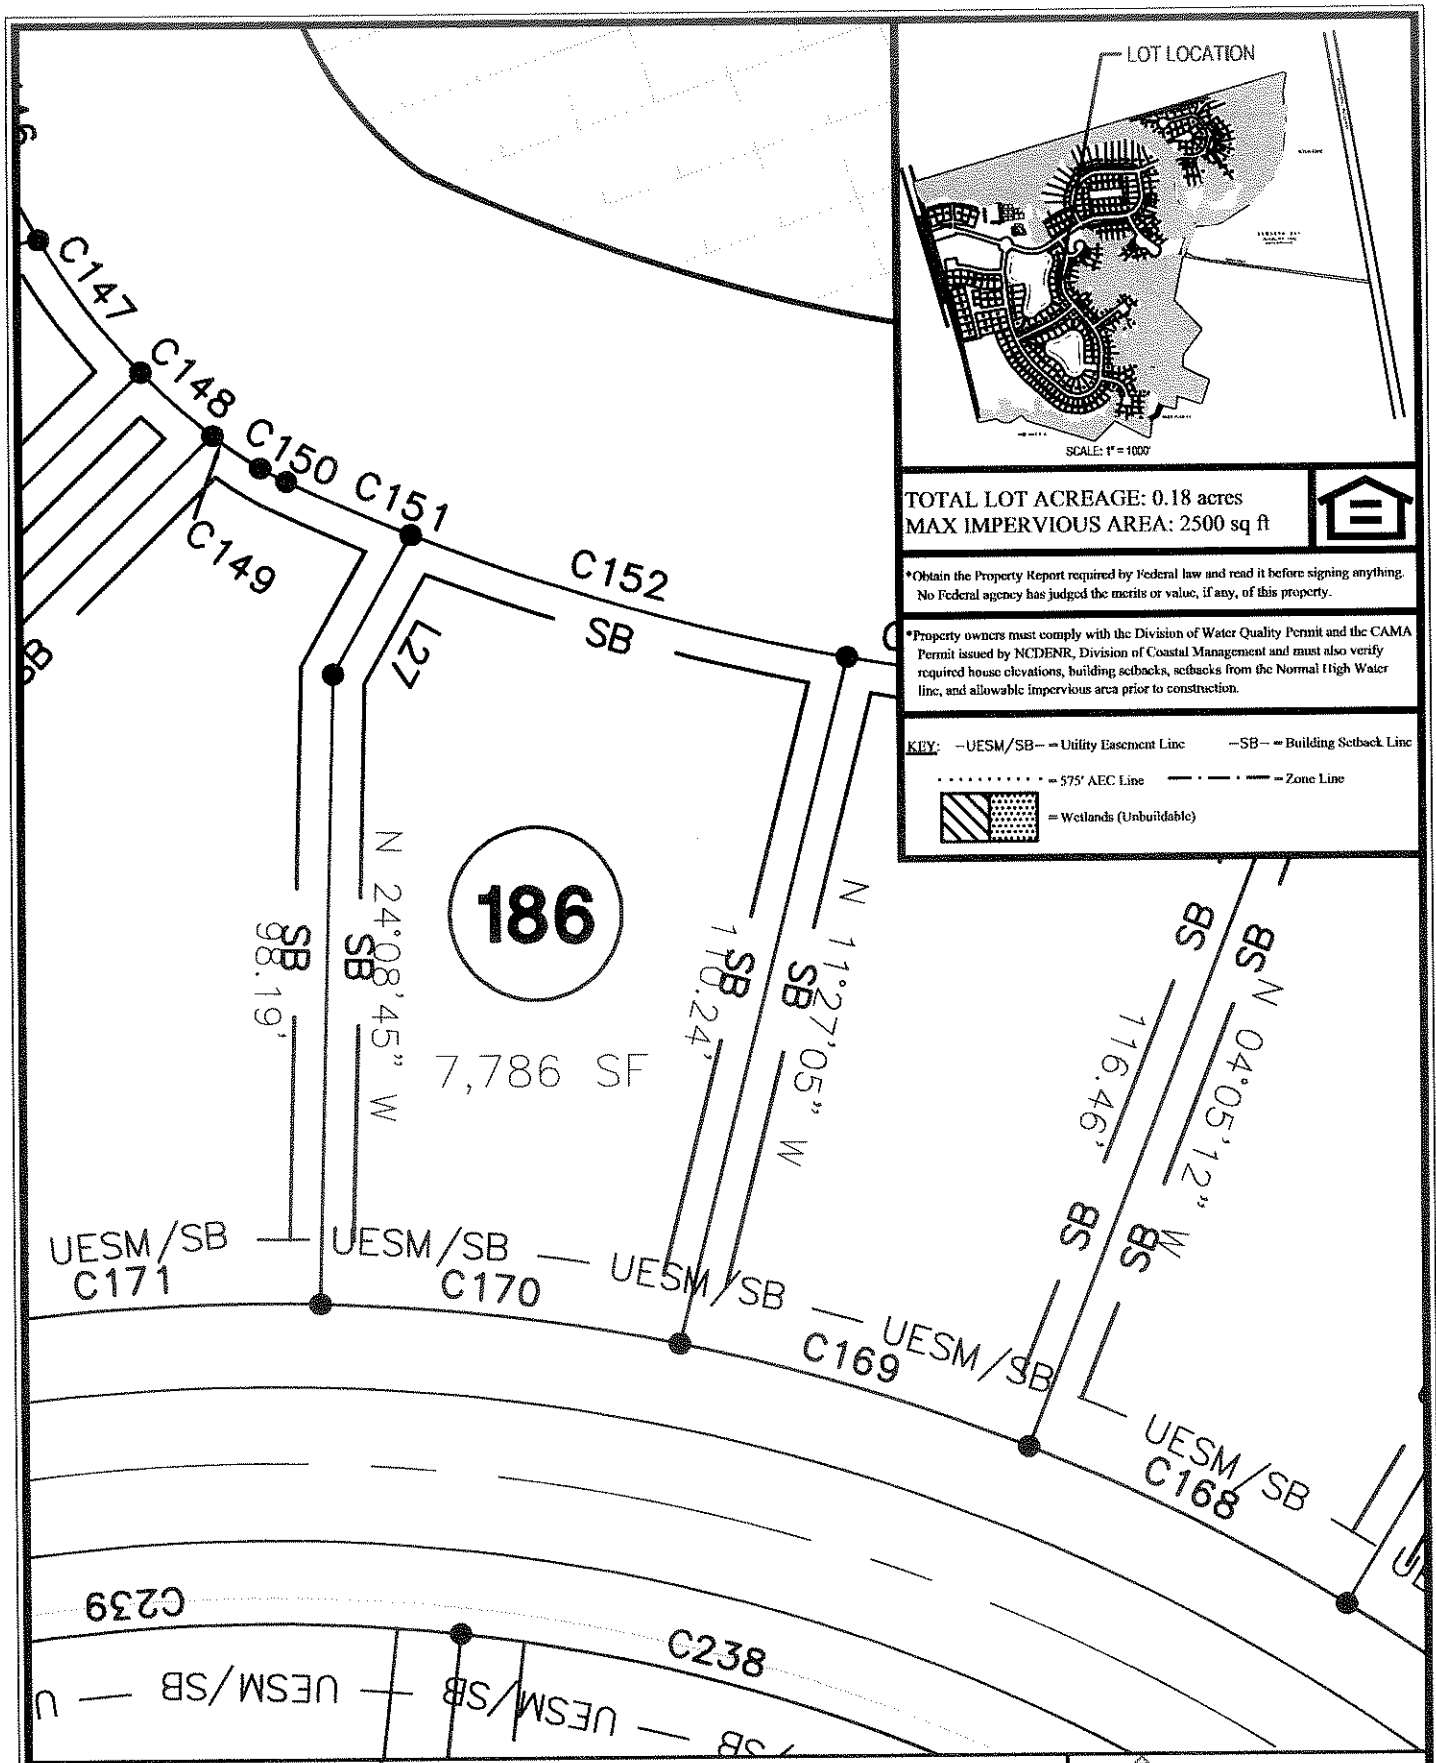 LOT LOCATION
SCALE: 1" = 1000'
TOTAL LOT ACREAGE: 0.18 acres
MAX IMPERVIOUS AREA: 2500 sq ft
*Obtain the Property Report required by Federal law and read it before signing anything.
No Federal agency has judged the merits or value, if any, of this property.
*Property owners must comply with the Division of Water Quality Permit and the CAMA
Permit issued by NCDENR, Division of Coastal Management and must also verify
required house elevations, building setbacks, setbacks from the Normal High Water
line, and allowable impervious area prior to construction.
KEY: -UESM/SB- = Utility Easement Line
-SB- = Building Setback Line
= 575' AEC Line
= Zone Line
= Wetlands (Unbuildable)
C147
C148
C150
C151
C149
C152
SB
SB
L27
186
7,786 SF
N 24°08'45" W
98.19'
SB
SB
110.24'
SB
SB
N 11°27'05" W
116.46'
SB
SB
N 04°05'12" W
SB
SB
UESM/SB
UESM/SB
UESM/SB
UESM/SB
UESM/SB
C171
C170
C169
C168
C239
C238
UESM/SB
UESM/SB